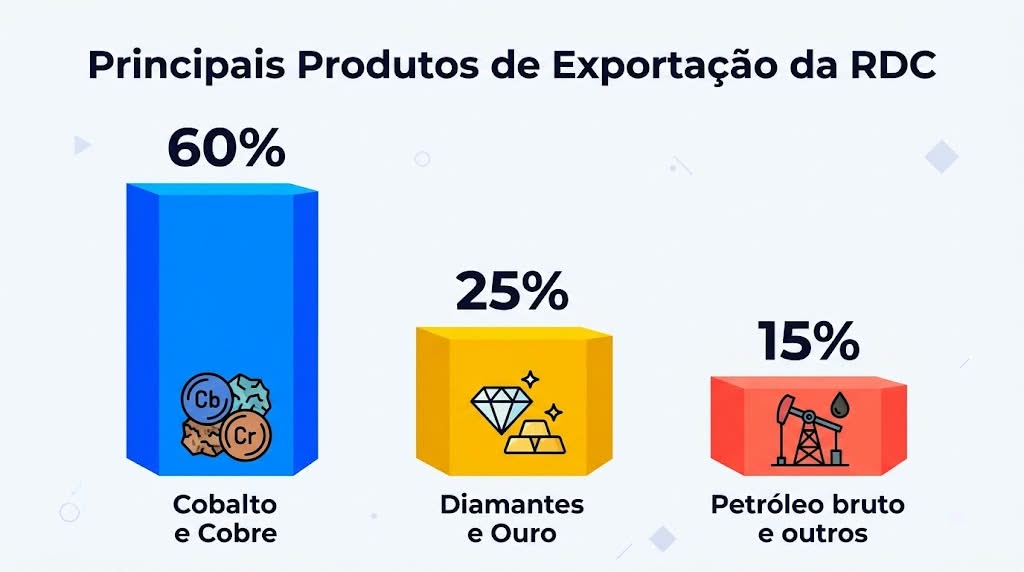 Principais Produtos de Exportação da RDC
60%
25%
15%
Cb
Cr
Cobalto
e Cobre
Diamantes
e Ouro
Petróleo bruto
e outros